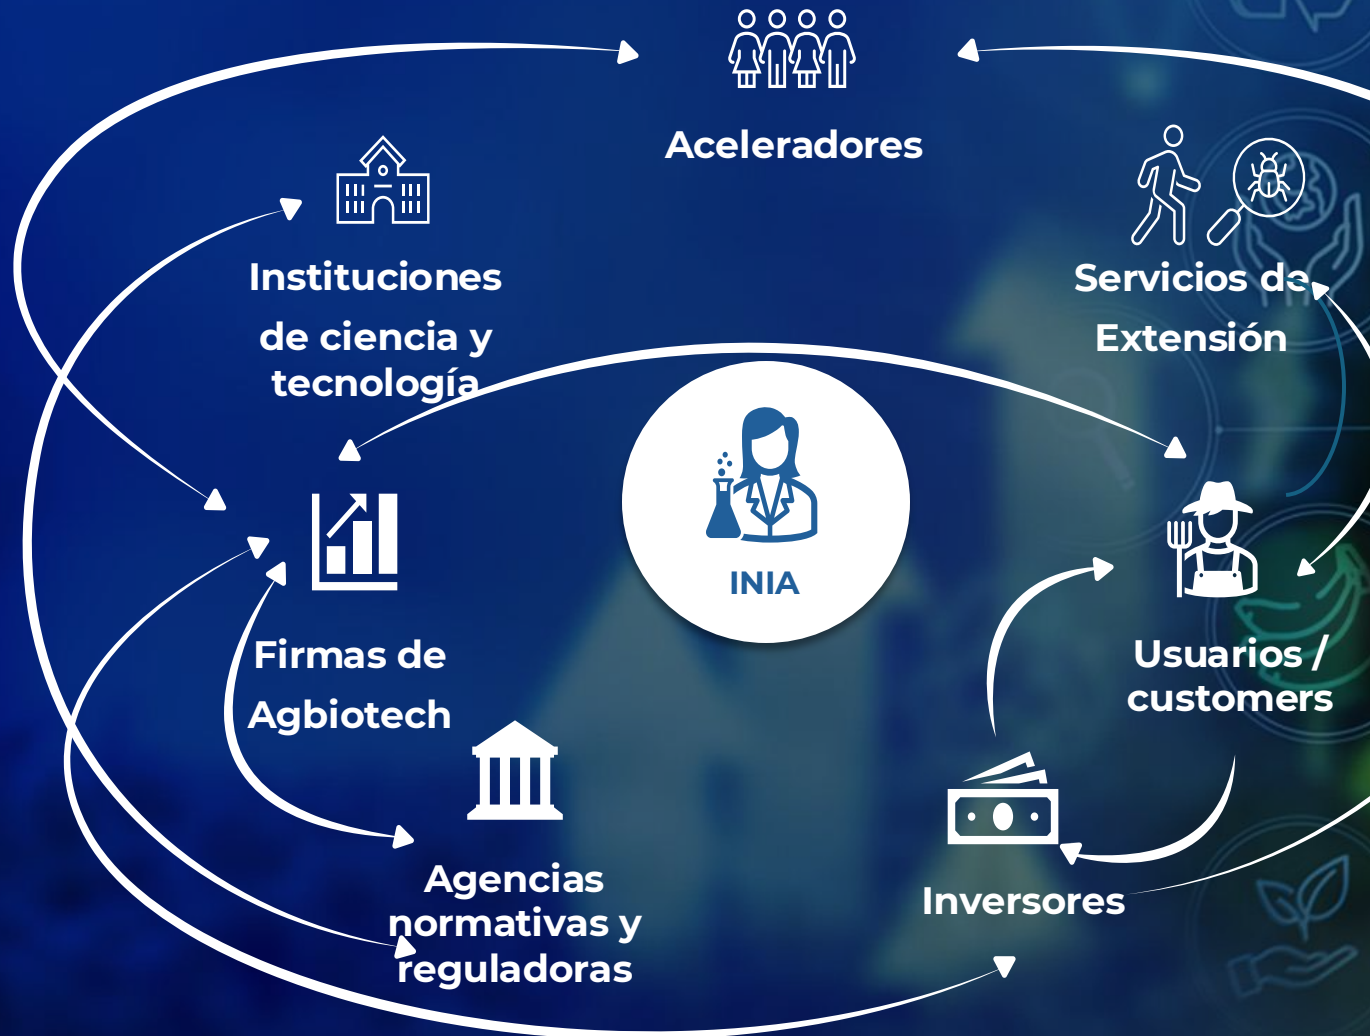 Aceleradores
Instituciones
de ciencia y
tecnología
Servicios de
Extensión
INIA
Firmas de
Agbiotech
Usuarios /
customers
Agencias
normativas y
reguladoras
Inversores